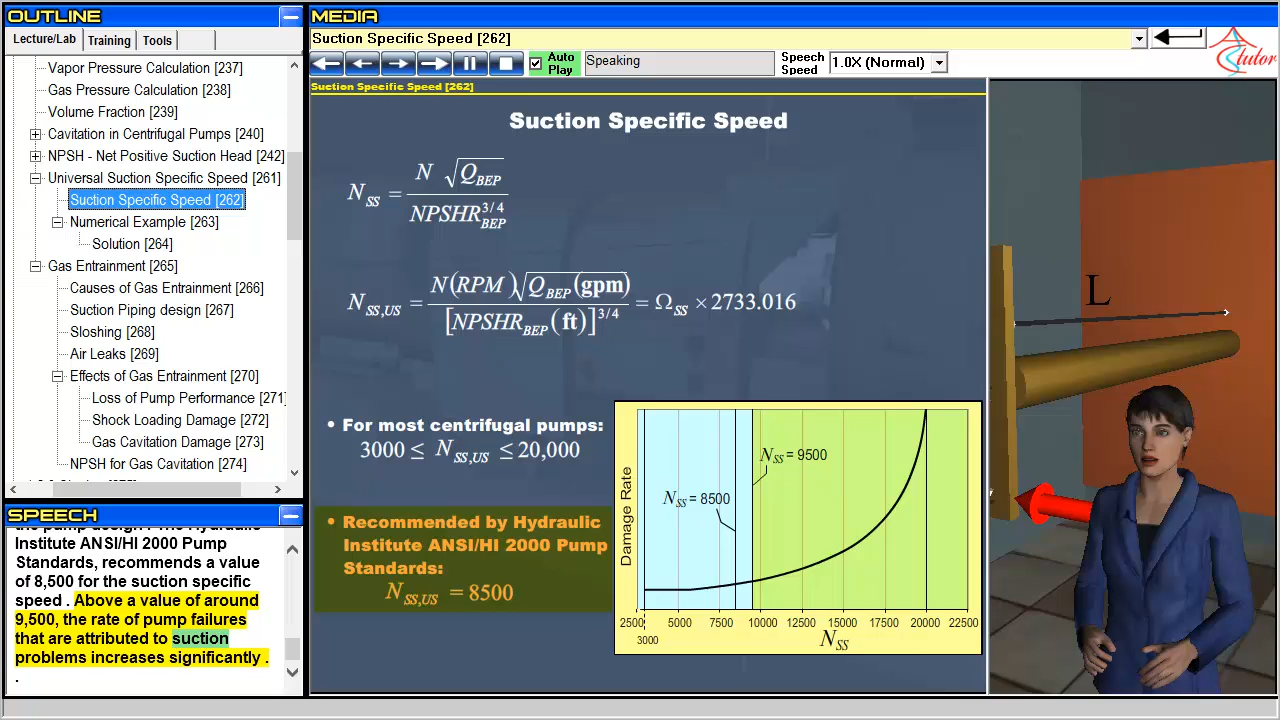 OUTLINE
Lecture/Lab Training Tools
Vapor Pressure Calculation [237]
Gas Pressure Calculation [238]
Volume Fraction [239]
Cavitation in Centrifugal Pumps [240]
NPSH - Net Positive Suction Head [242]
Universal Suction Specific Speed [261]
Suction Specific Speed [262]
Numerical Example [263]
Solution [264]
Gas Entrainment [265]
Causes of Gas Entrainment [266]
Suction Piping design [267]
Sloshing [268]
Air Leaks [269]
Effects of Gas Entrainment [270]
Loss of Pump Performance [271]
Shock Loading Damage [272]
Gas Cavitation Damage [273]
NPSH for Gas Cavitation [274]
SPEECH
Institute ANSI/HI 2000 Pump
Standards, recommends a value
of 8,500 for the suction specific
speed . Above a value of around
9,500, the rate of pump failures
that are attributed to suction
problems increases significantly .
.
MEDIA
Suction Specific Speed [262]
Auto
Play
Speaking
Speech
Speed
1.0X (Normal)
tutor
Suction Specific Speed [262]
Suction Specific Speed
N_SS = N √Q_BEP / NPSHR_BEP^3/4
N_SS,US = N(RPM)√Q_BEP(gpm) / [NPSHR_BEP(ft)]^3/4 = Ω_SS × 2733.016
• For most centrifugal pumps:
3000 ≤ N_SS,US ≤ 20,000
• Recommended by Hydraulic
Institute ANSI/HI 2000 Pump
Standards:
N_SS,US = 8500
Damage Rate
N_SS = 9500
N_SS = 8500
2500 5000 7500 10000 12500 15000 17500 20000 22500
3000
N_SS
L